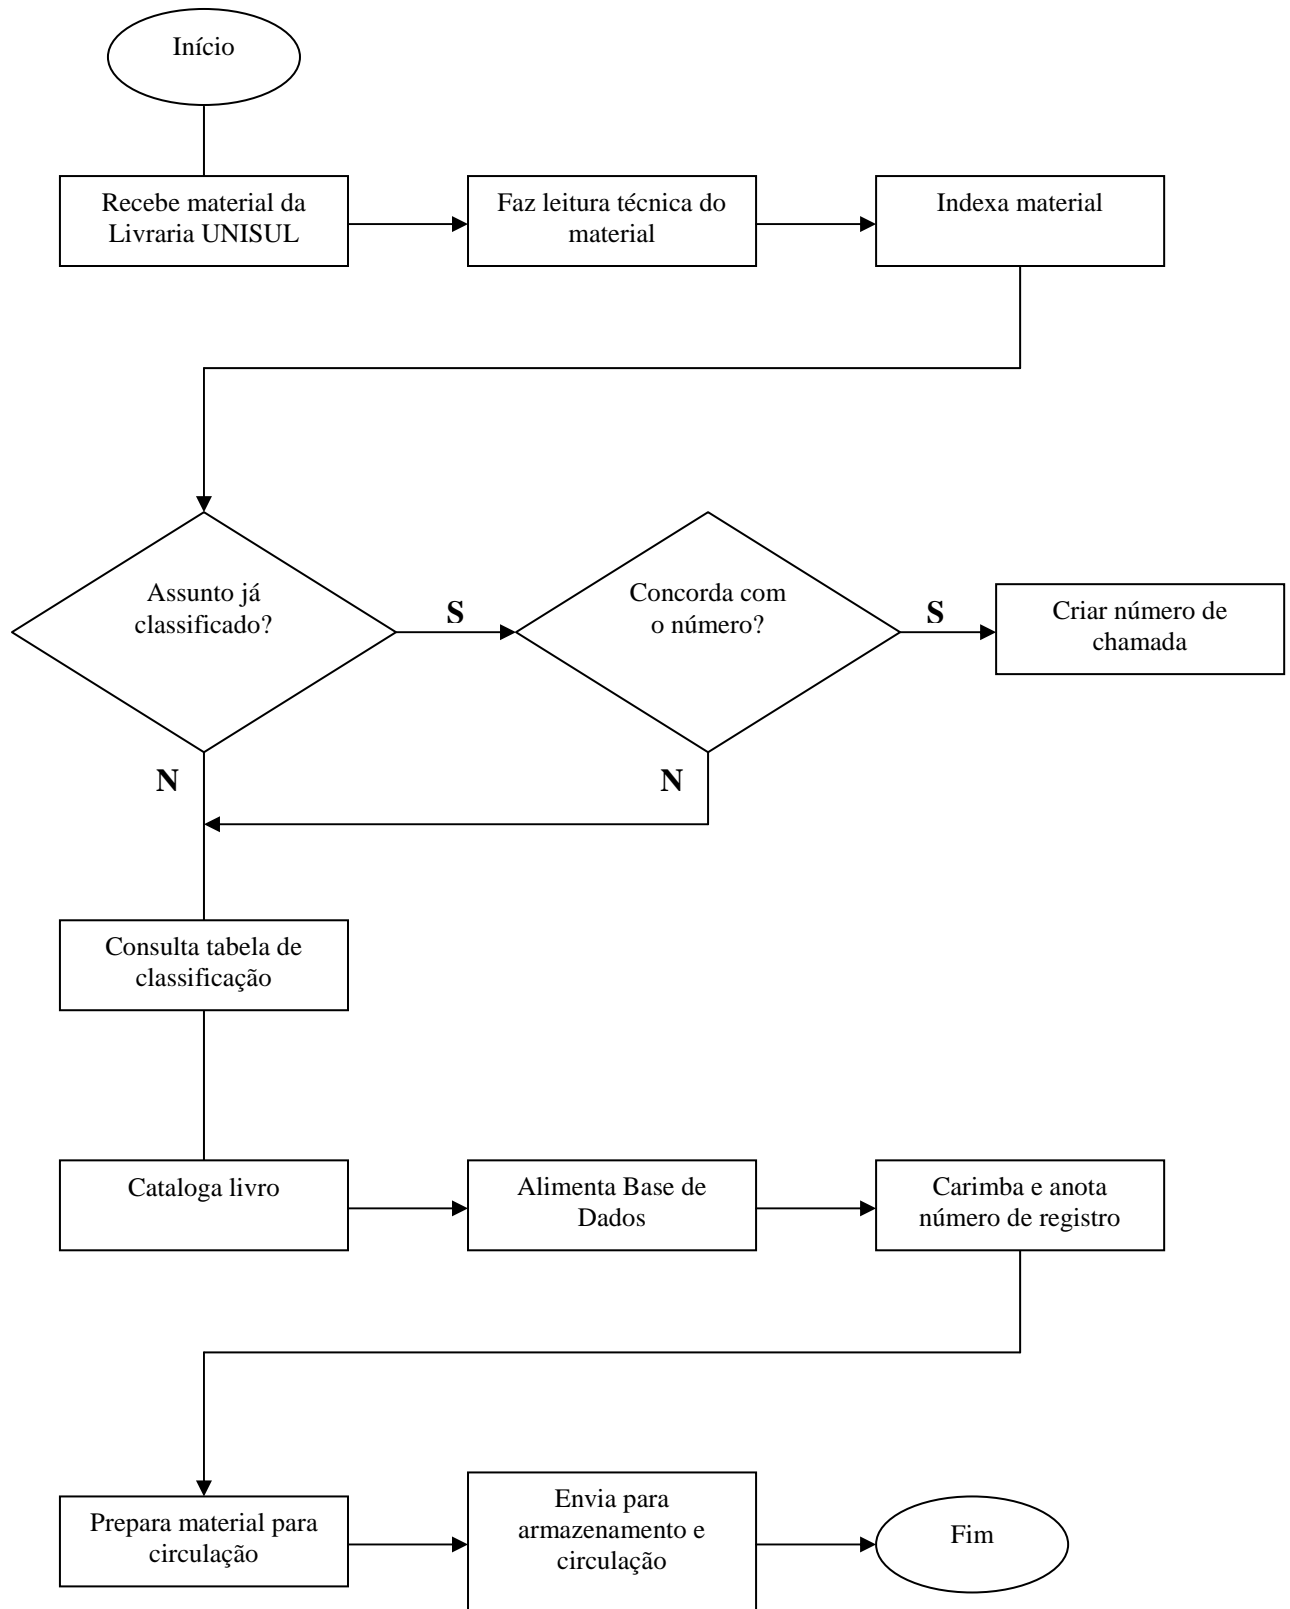 Início
Recebe material da
Livraria UNISUL
Faz leitura técnica do
material
Indexa material
Assunto já
classificado?
S
Concorda com
o número?
S
Criar número de
chamada
N
N
Consulta tabela de
classificação
Cataloga livro
Alimenta Base de
Dados
Carimba e anota
número de registro
Prepara material para
circulação
Envia para
armazenamento e
circulação
Fim